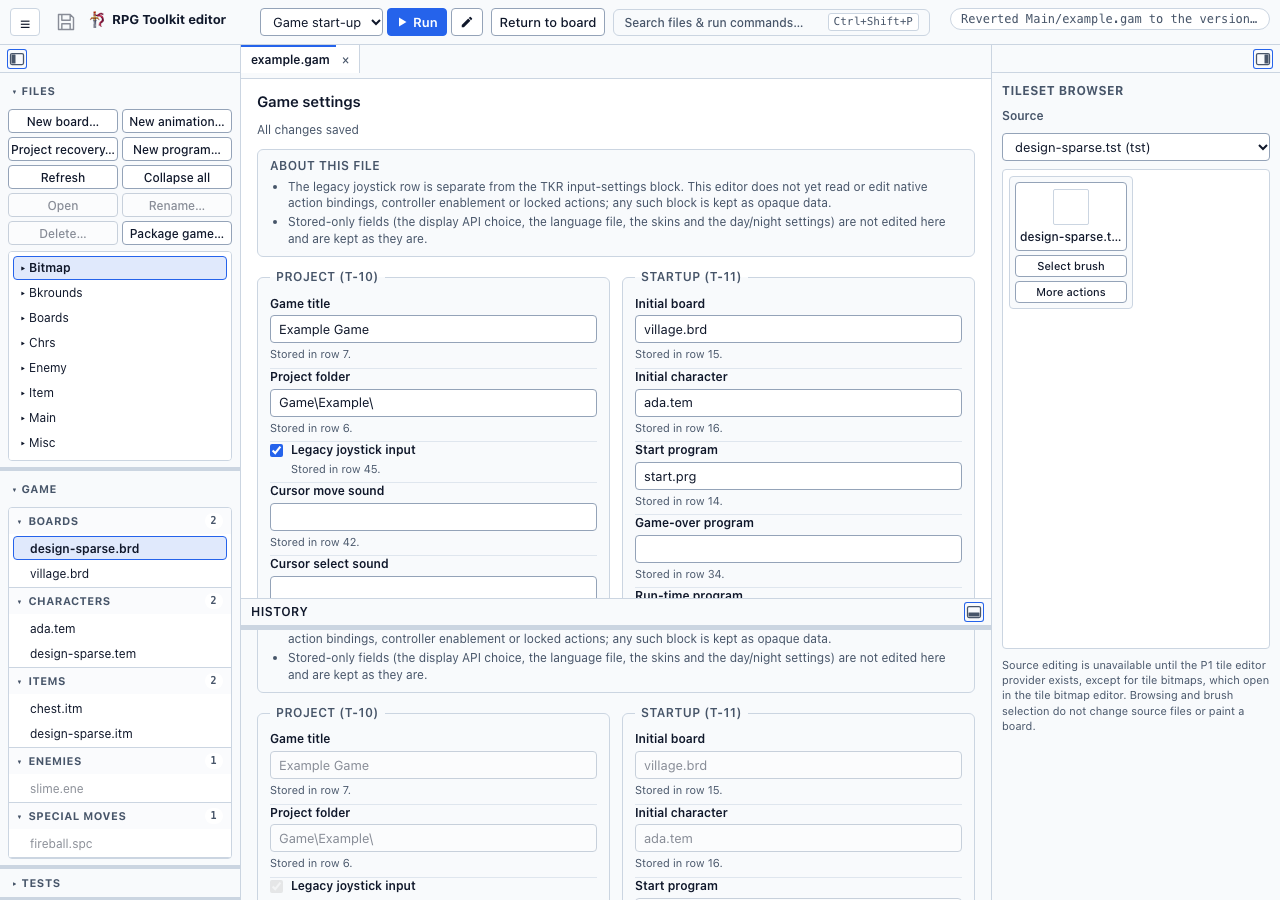 RPG Toolkit editor
Game start-up
Run
Return to board
Search files & run commands...
Ctrl+Shift+P
Reverted Main/example.gam to the version…
FILES
New board...
New animation...
Project recovery...
New program...
Refresh
Collapse all
Open
Rename...
Delete...
Package game...
Bitmap
Bkrounds
Boards
Chrs
Enemy
Item
Main
Misc
GAME
BOARDS 2
design-sparse.brd
village.brd
CHARACTERS 2
ada.tem
design-sparse.tem
ITEMS 2
chest.itm
design-sparse.itm
ENEMIES 1
slime.ene
SPECIAL MOVES 1
fireball.spc
TESTS
example.gam ×
Game settings
All changes saved
ABOUT THIS FILE
• The legacy joystick row is separate from the TKR input-settings block. This editor does not yet read or edit native
action bindings, controller enablement or locked actions; any such block is kept as opaque data.
• Stored-only fields (the display API choice, the language file, the skins and the day/night settings) are not edited here
and are kept as they are.
PROJECT (T-10)
Game title
Example Game
Stored in row 7.
Project folder
Game\Example\
Stored in row 6.
Legacy joystick input
Stored in row 45.
Cursor move sound
Stored in row 42.
Cursor select sound
STARTUP (T-11)
Initial board
village.brd
Stored in row 15.
Initial character
ada.tem
Stored in row 16.
Start program
start.prg
Stored in row 14.
Game-over program
Stored in row 34.
Run-time program
HISTORY
action bindings, controller enablement or locked actions; any such block is kept as opaque data.
• Stored-only fields (the display API choice, the language file, the skins and the day/night settings) are not edited here
and are kept as they are.
PROJECT (T-10)
Game title
Example Game
Stored in row 7.
Project folder
Game\Example\
Stored in row 6.
Legacy joystick input
STARTUP (T-11)
Initial board
village.brd
Stored in row 15.
Initial character
ada.tem
Stored in row 16.
Start program
TILESET BROWSER
Source
design-sparse.tst (tst)
design-sparse.t...
Select brush
More actions
Source editing is unavailable until the P1 tile editor
provider exists, except for tile bitmaps, which open
in the tile bitmap editor. Browsing and brush
selection do not change source files or paint a
board.